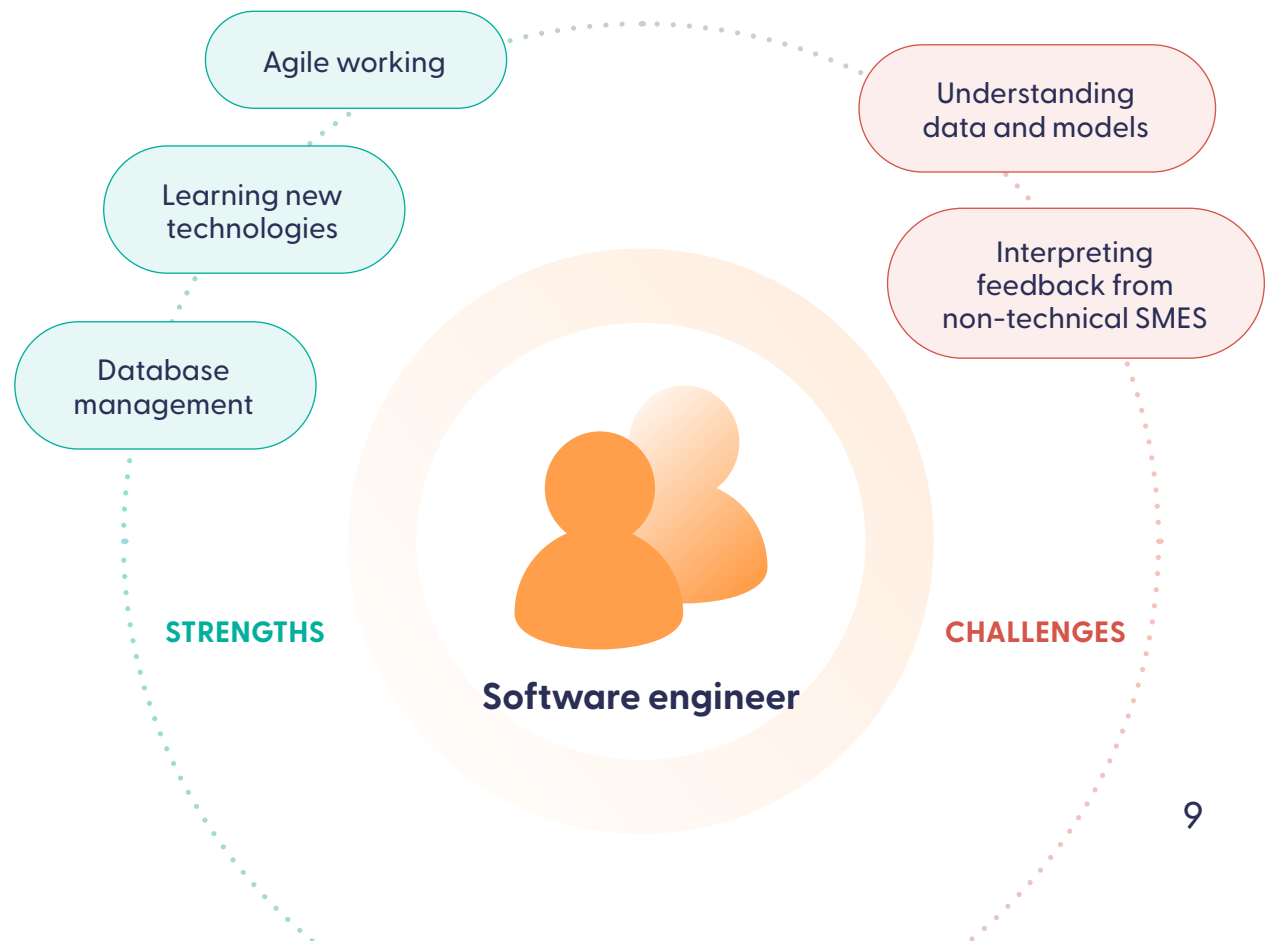 Agile working
Learning new
technologies
Database
management
STRENGTHS
Understanding
data and models
Interpreting
feedback from
non-technical SMES
CHALLENGES
Software engineer
9